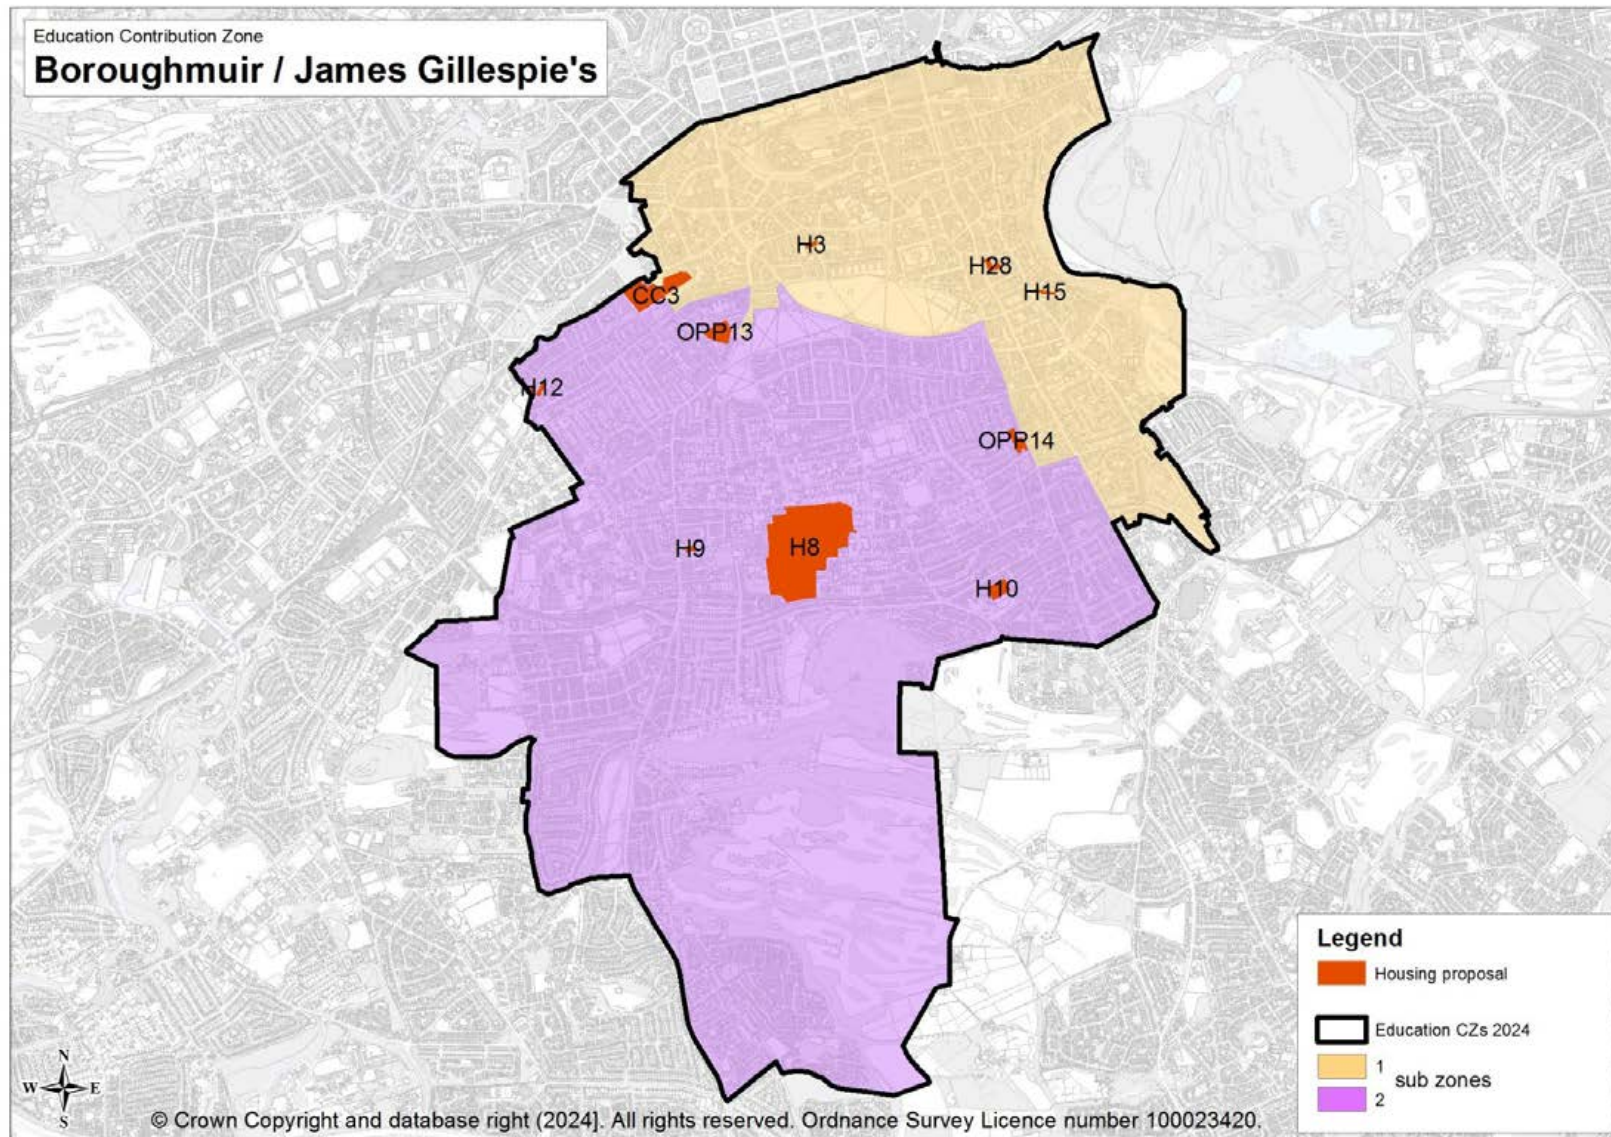 Education Contribution Zone
Boroughmuir / James Gillespie's
H3
H28
H15
CC3
OPP13
H12
OPP14
H9
H8
H10
Legend
Housing proposal
Education CZs 2024
1
sub zones
2
N
W E
S
© Crown Copyright and database right (2024]. All rights reserved. Ordnance Survey Licence number 100023420.